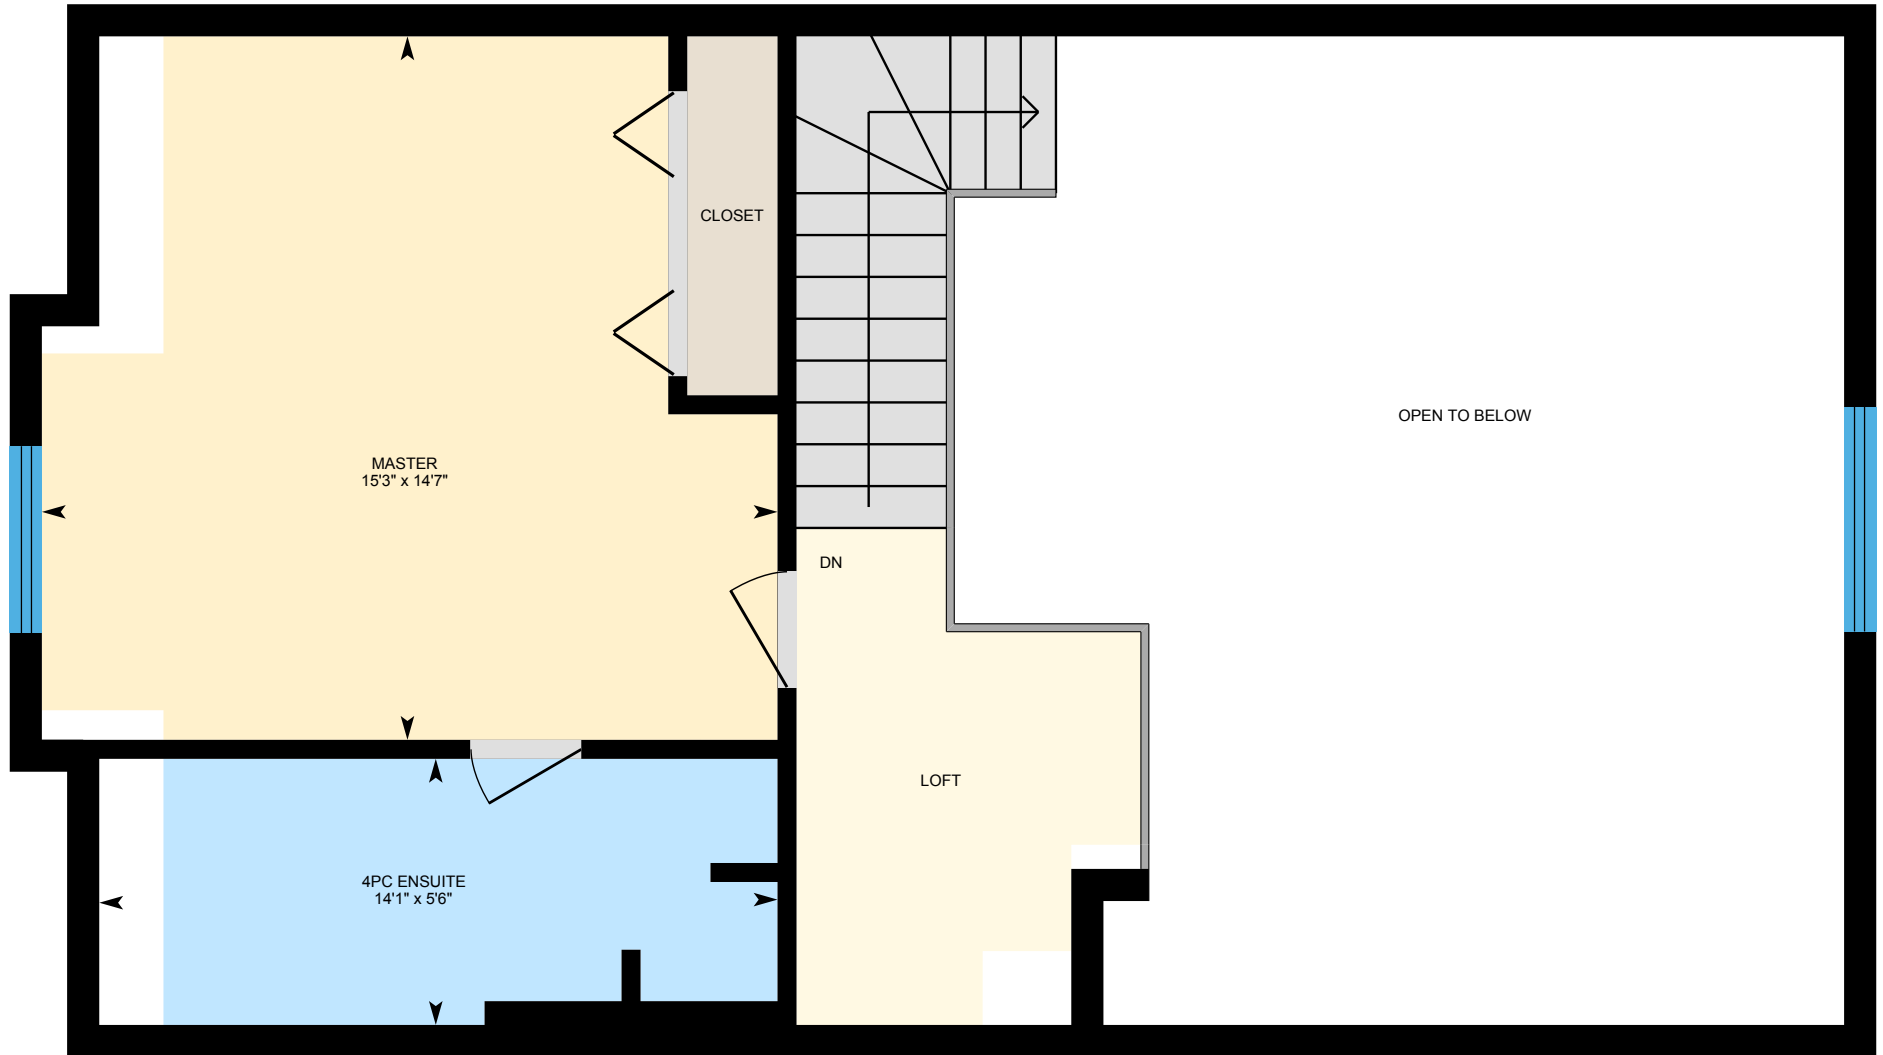 CLOSET
OPEN TO BELOW
MASTER
15'3" x 14'7"
DN
LOFT
4PC ENSUITE
14'1" x 5'6"